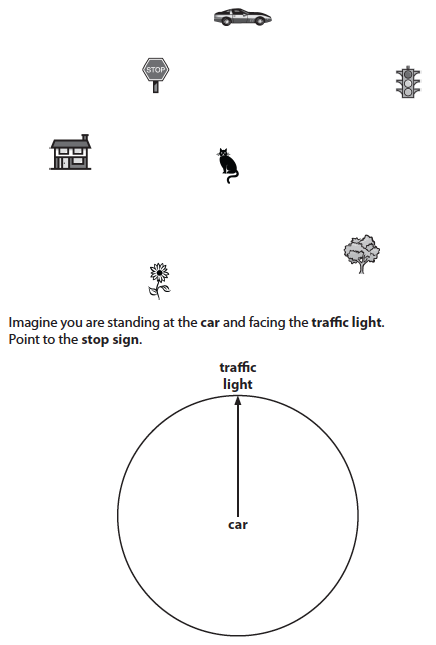 STOP
Imagine you are standing at the car and facing the traffic light.
Point to the stop sign.
traffic
light
car